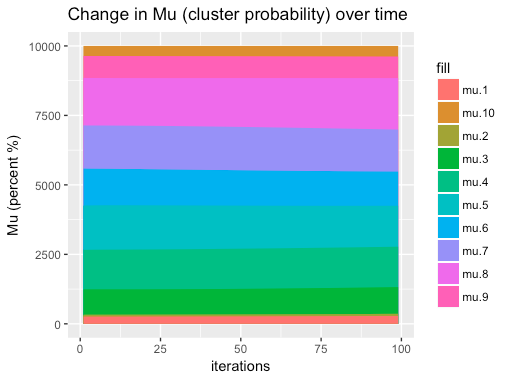 Change in Mu (cluster probability) over time
Mu (percent %)
10000
7500
5000
2500
0
0 25 50 75 100
iterations
fill
mu.1
mu.10
mu.2
mu.3
mu.4
mu.5
mu.6
mu.7
mu.8
mu.9